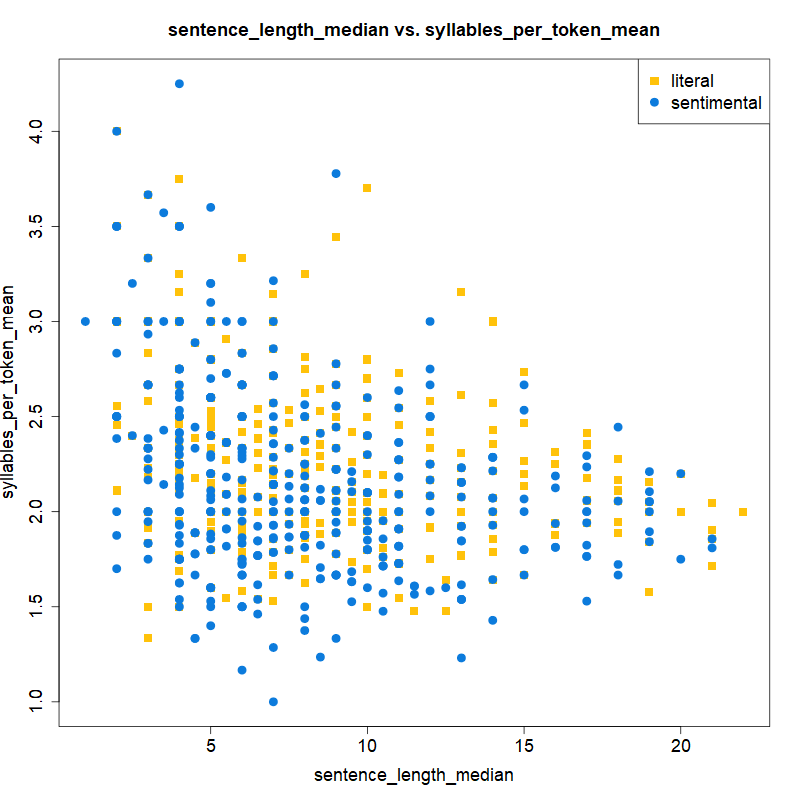 sentence_length_median vs. syllables_per_token_mean
literal
sentimental
4.0
3.5
3.0
2.5
2.0
1.5
1.0
syllables_per_token_mean
5
10
15
20
sentence_length_median